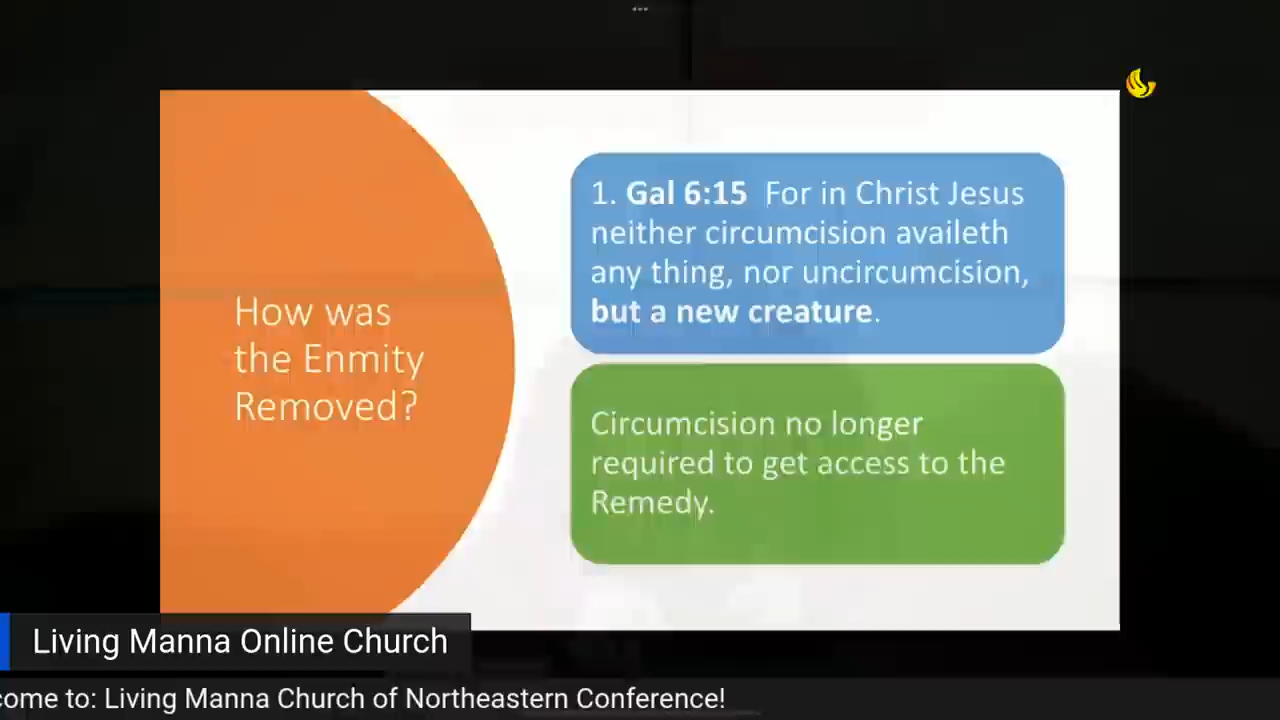 How was
the Enmity
Removed?
1. Gal 6:15 For in Christ Jesus
neither circumcision availeth
any thing, nor uncircumcision,
but a new creature.
Circumcision no longer
required to get access to the
Remedy.
Living Manna Online Church
come to: Living Manna Church of Northeastern Conference!